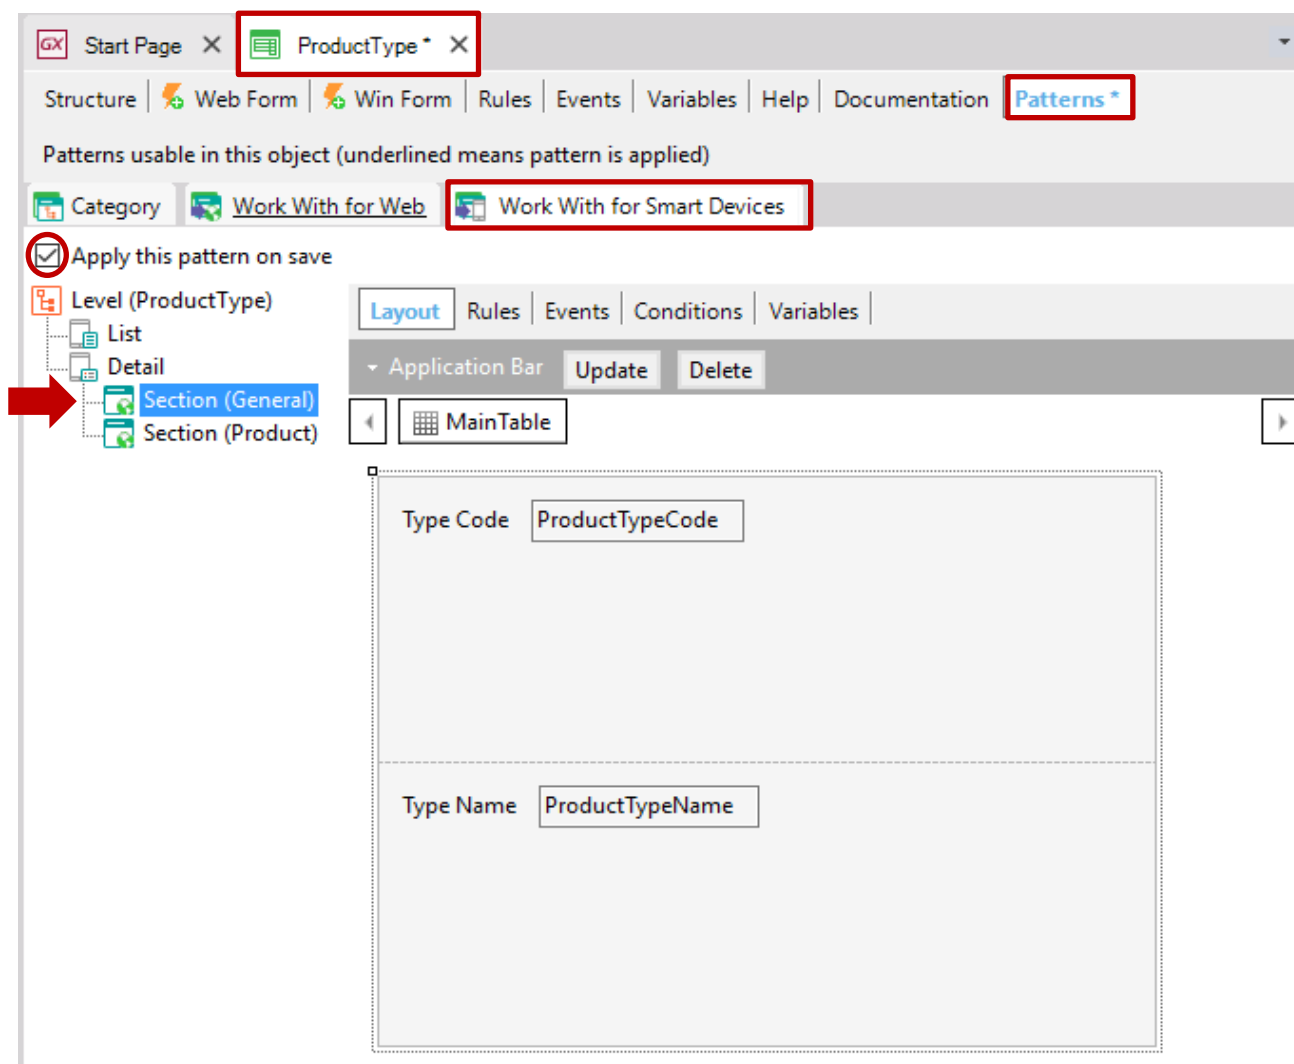 GX Start Page ProductType *
Structure Web Form Win Form Rules Events Variables Help Documentation Patterns *
Patterns usable in this object (underlined means pattern is applied)
Category Work With for Web Work With for Smart Devices
Apply this pattern on save
Level (ProductType)
List
Detail
Section (General)
Section (Product)
Layout Rules Events Conditions Variables
Application Bar Update Delete
MainTable
Type Code ProductTypeCode
Type Name ProductTypeName